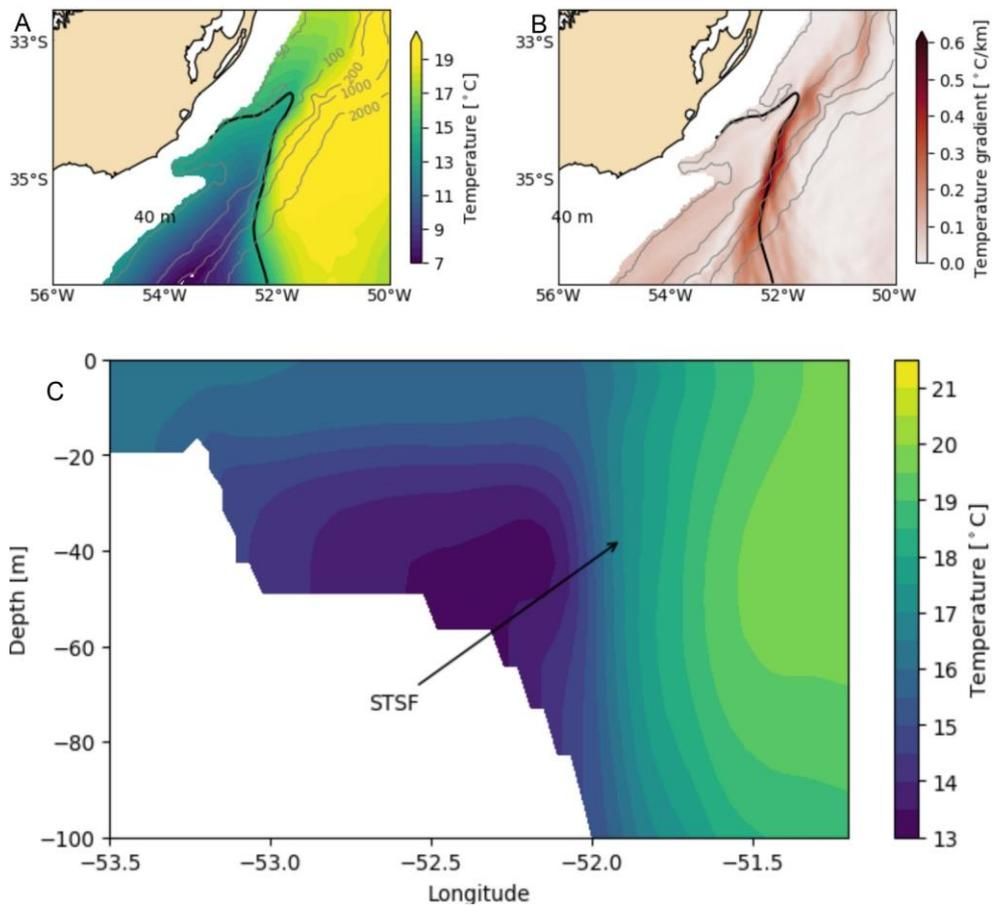 A
33°S
35°S
40 m
50
100
200
1000
2000
56°W
54°W
52°W
50°W
19
17
15
13
11
9
7
Temperature [°C]
B
33°S
35°S
40 m
56°W
54°W
52°W
50°W
0.6
0.5
0.4
0.3
0.2
0.1
0.0
Temperature gradient [°C/km]
C
0
−20
−40
−60
−80
−100
Depth [m]
STSF
−53.5
−53.0
−52.5
−52.0
−51.5
Longitude
21
20
19
18
17
16
15
14
13
Temperature [°C]